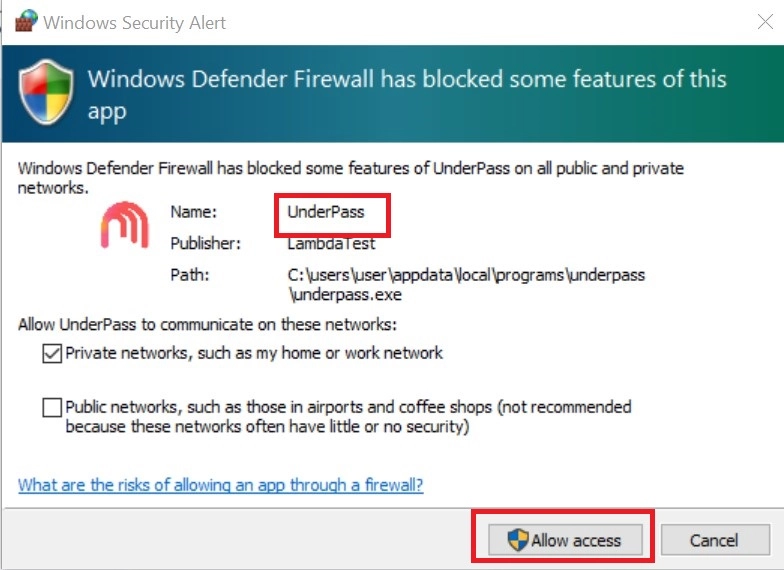 Windows Security Alert
Windows Defender Firewall has blocked some features of this
app
Windows Defender Firewall has blocked some features of UnderPass on all public and private
networks.
Name: UnderPass
Publisher: LambdaTest
Path: C:\users\user\appdata\local\programs\underpass
\underpass.exe
Allow UnderPass to communicate on these networks:
Private networks, such as my home or work network
Public networks, such as those in airports and coffee shops (not recommended
because these networks often have little or no security)
What are the risks of allowing an app through a firewall?
Allow access Cancel